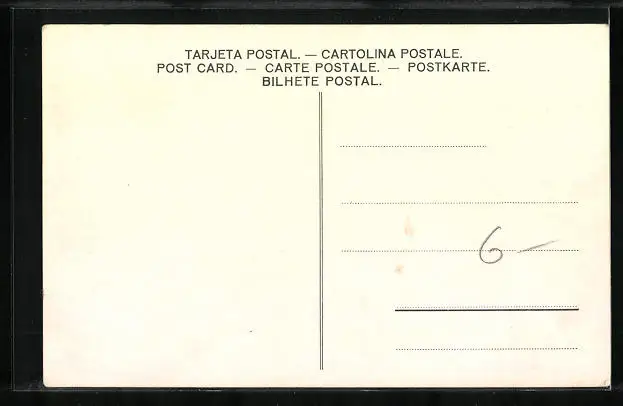 TARJETA POSTAL. — CARTOLINA POSTALE.
POST CARD. — CARTE POSTALE. — POSTKARTE.
BILHETE POSTAL.
6 —